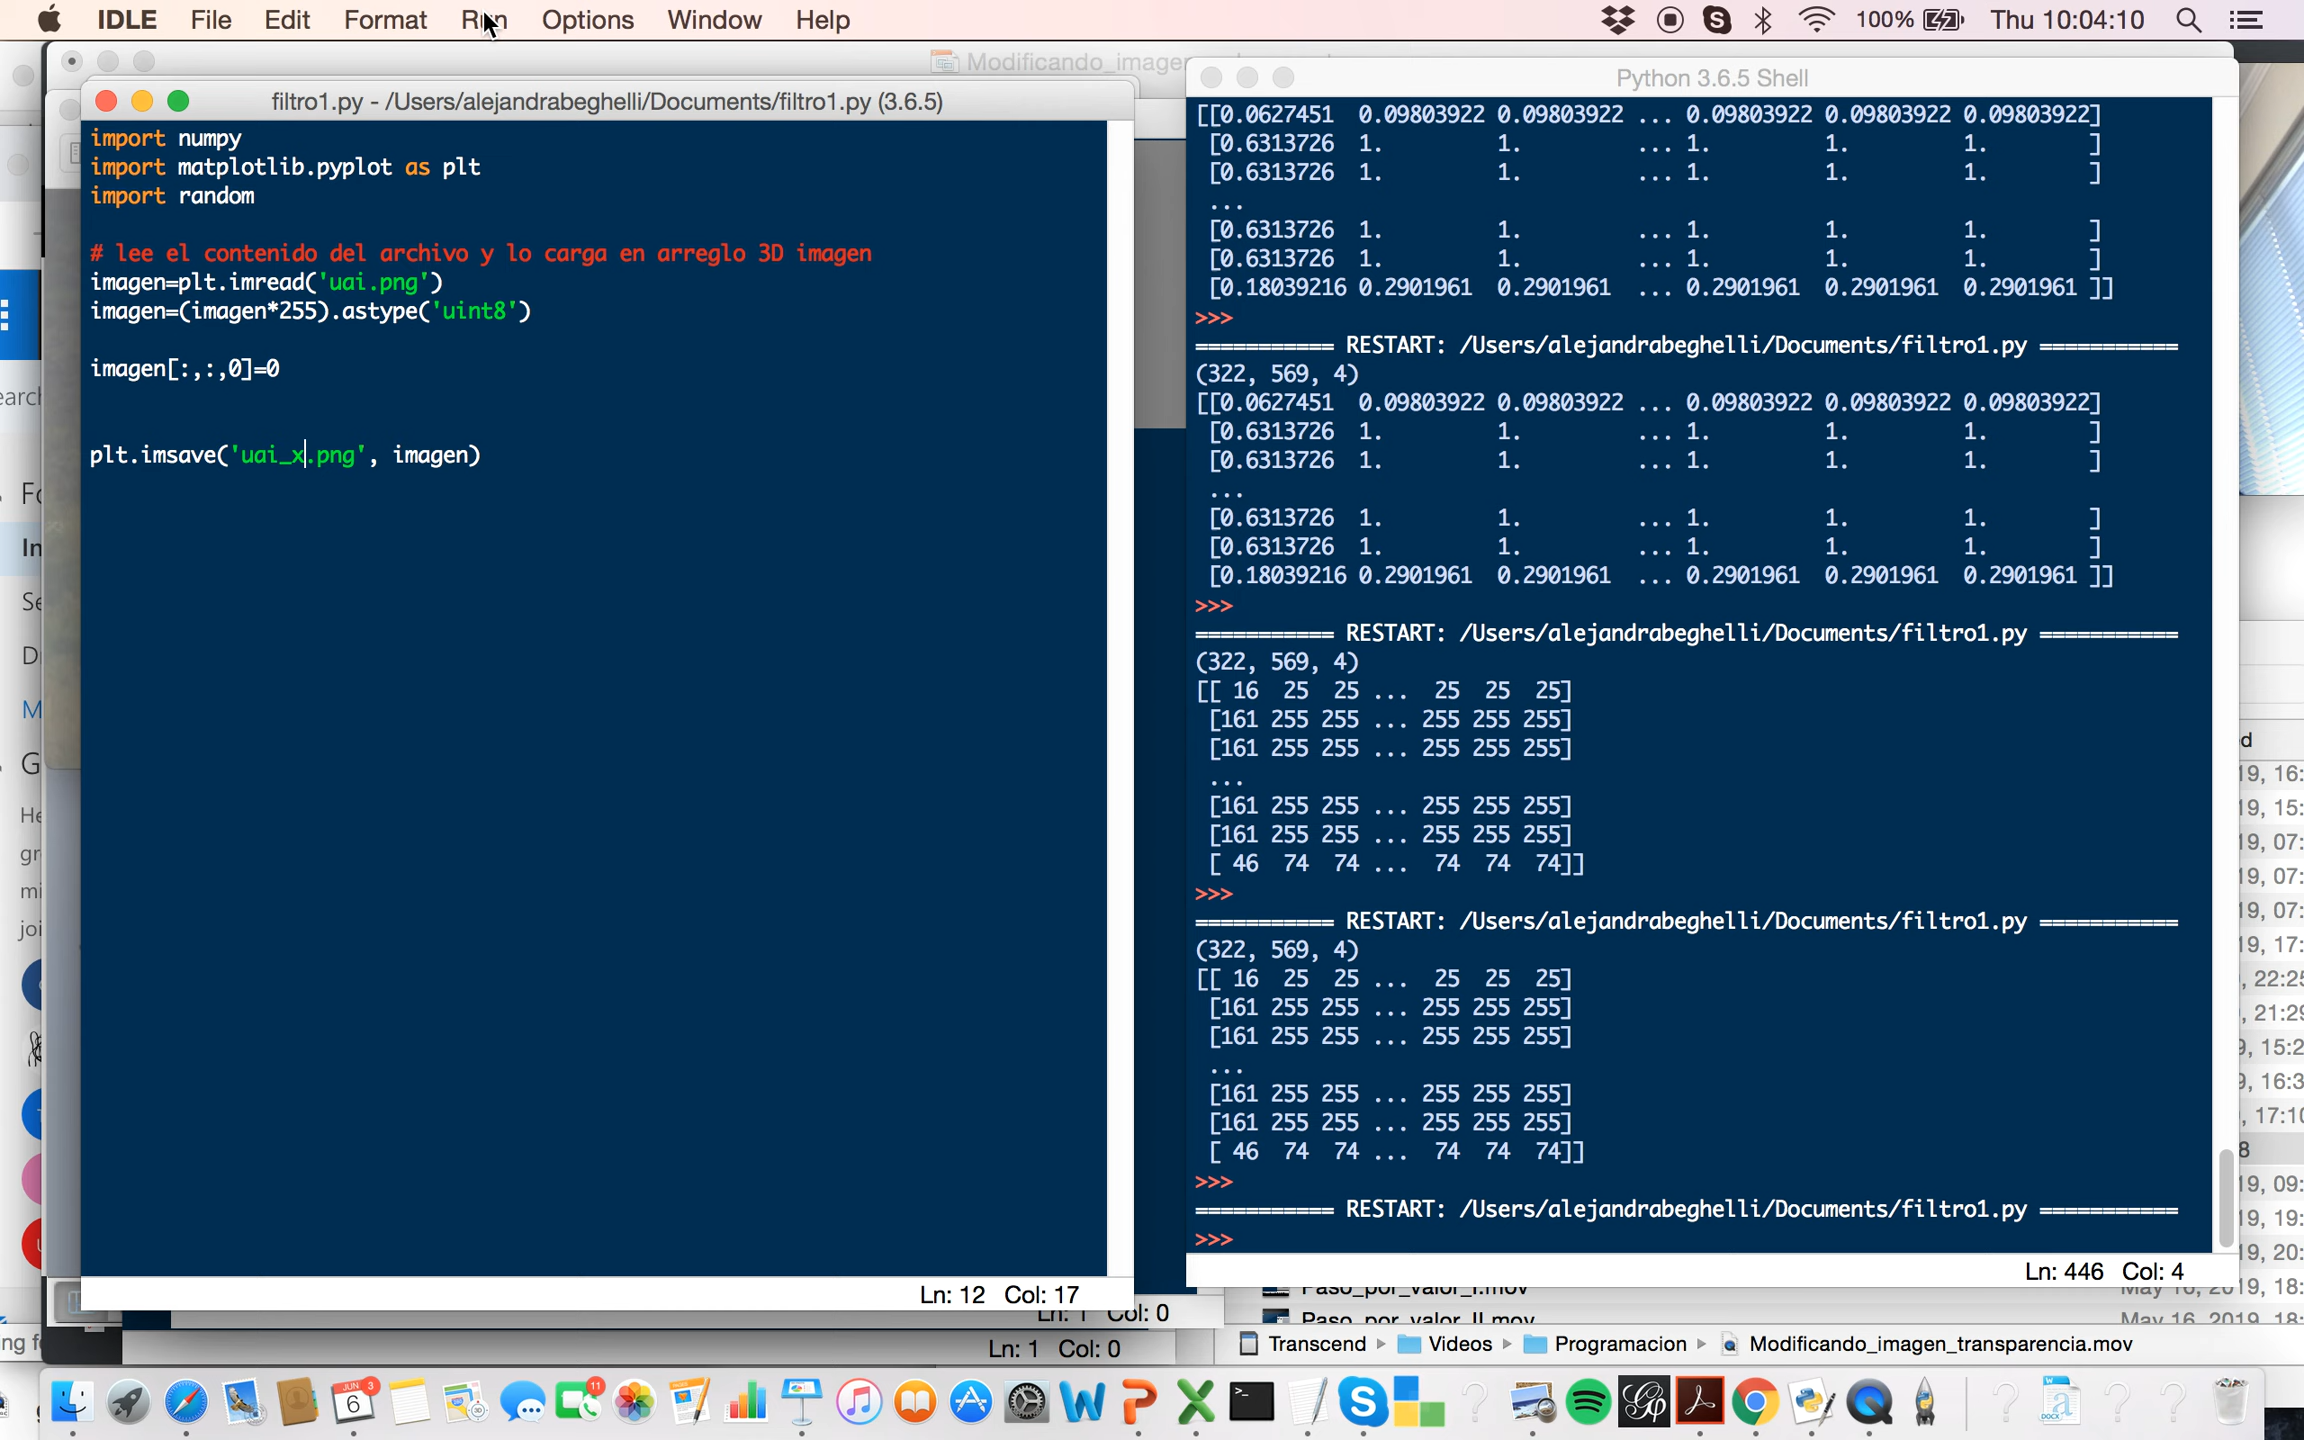 IDLE File Edit Format Run Options Window Help 100% Thu 10:04:10
Python 3.6.5 Shell
filtro1.py - /Users/alejandrabeghelli/Documents/filtro1.py (3.6.5)
import numpy
import matplotlib.pyplot as plt
import random
# lee el contenido del archivo y lo carga en arreglo 3D imagen
imagen=plt.imread('uai.png')
imagen=(imagen*255).astype('uint8')
imagen[:,:,0]=0
plt.imsave('uai_x.png', imagen)
Ln: 12 Col: 17
Ln: 1 Col: 0
Ln: 1 Col: 0
[[0.0627451 0.09803922 0.09803922 ... 0.09803922 0.09803922 0.09803922]
[0.6313726 1. 1. ... 1. 1. 1. ]
[0.6313726 1. 1. ... 1. 1. 1. ]
...
[0.6313726 1. 1. ... 1. 1. 1. ]
[0.6313726 1. 1. ... 1. 1. 1. ]
[0.18039216 0.2901961 0.2901961 ... 0.2901961 0.2901961 0.2901961 ]]
>>>
=========== RESTART: /Users/alejandrabeghelli/Documents/filtro1.py ===========
(322, 569, 4)
[[0.0627451 0.09803922 0.09803922 ... 0.09803922 0.09803922 0.09803922]
[0.6313726 1. 1. ... 1. 1. 1. ]
[0.6313726 1. 1. ... 1. 1. 1. ]
...
[0.6313726 1. 1. ... 1. 1. 1. ]
[0.6313726 1. 1. ... 1. 1. 1. ]
[0.18039216 0.2901961 0.2901961 ... 0.2901961 0.2901961 0.2901961 ]]
>>>
=========== RESTART: /Users/alejandrabeghelli/Documents/filtro1.py ===========
(322, 569, 4)
[[ 16 25 25 ... 25 25 25]
[161 255 255 ... 255 255 255]
[161 255 255 ... 255 255 255]
...
[161 255 255 ... 255 255 255]
[161 255 255 ... 255 255 255]
[ 46 74 74 ... 74 74 74]]
>>>
=========== RESTART: /Users/alejandrabeghelli/Documents/filtro1.py ===========
(322, 569, 4)
[[ 16 25 25 ... 25 25 25]
[161 255 255 ... 255 255 255]
[161 255 255 ... 255 255 255]
...
[161 255 255 ... 255 255 255]
[161 255 255 ... 255 255 255]
[ 46 74 74 ... 74 74 74]]
>>>
=========== RESTART: /Users/alejandrabeghelli/Documents/filtro1.py ===========
>>>
Ln: 446 Col: 4
Transcend Videos Programacion Modificando_imagen_transparencia.mov
JUN 3
6
11
DOCX